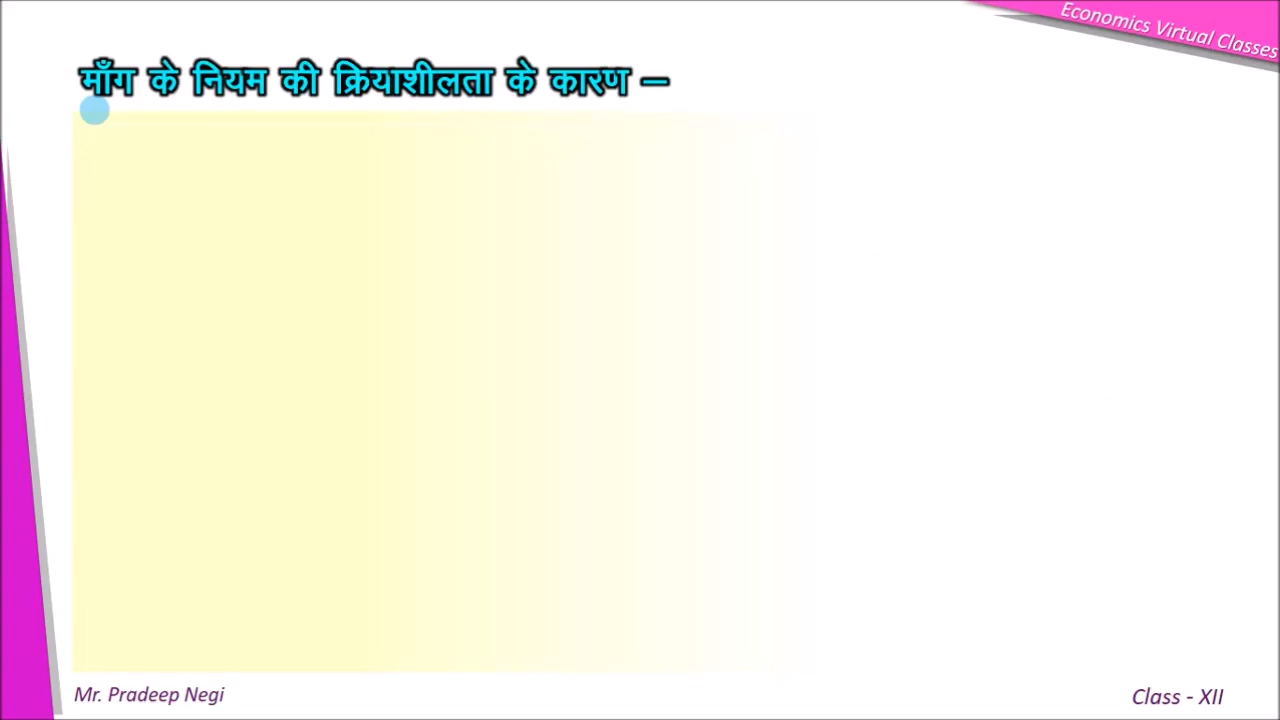 Economics Virtual Classes
माँग के नियम की क्रियाशीलता के कारण –
Mr. Pradeep Negi
Class - XII